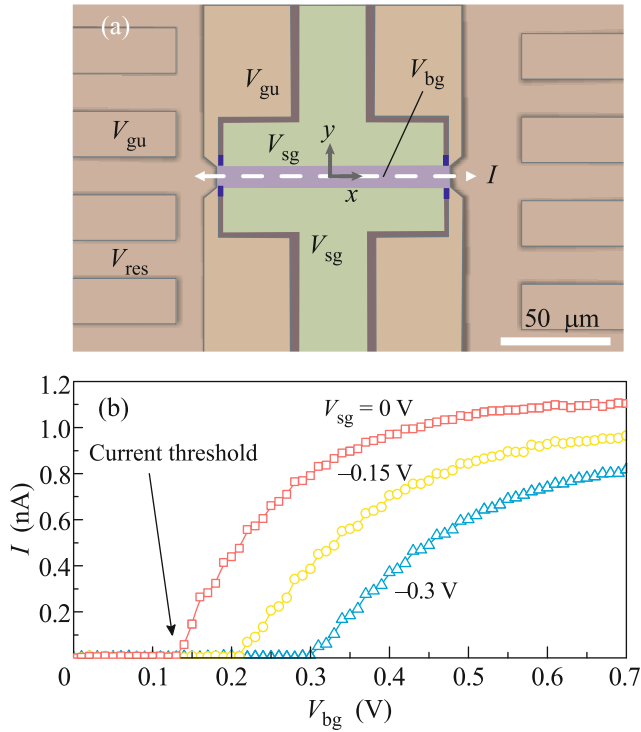 (a)
V_gu
V_bg
V_gu
V_sg
y
x
I
V_res
V_sg
50 μm
(b)
V_sg = 0 V
Current threshold
–0.15 V
–0.3 V
I (nA)
1.2
1.0
0.8
0.6
0.4
0.2
0
0.1
0.2
0.3
0.4
0.5
0.6
0.7
V_bg (V)